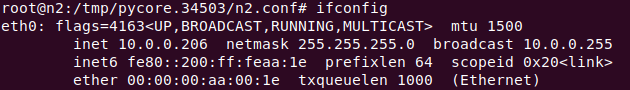 root@n2:/tmp/pycore.34503/n2.conf# ifconfig
eth0: flags=4163<UP,BROADCAST,RUNNING,MULTICAST>  mtu 1500
        inet 10.0.0.206  netmask 255.255.255.0  broadcast 10.0.0.255
        inet6 fe80::200:ff:feaa:1e  prefixlen 64  scopeid 0x20<link>
        ether 00:00:00:aa:00:1e  txqueuelen 1000  (Ethernet)